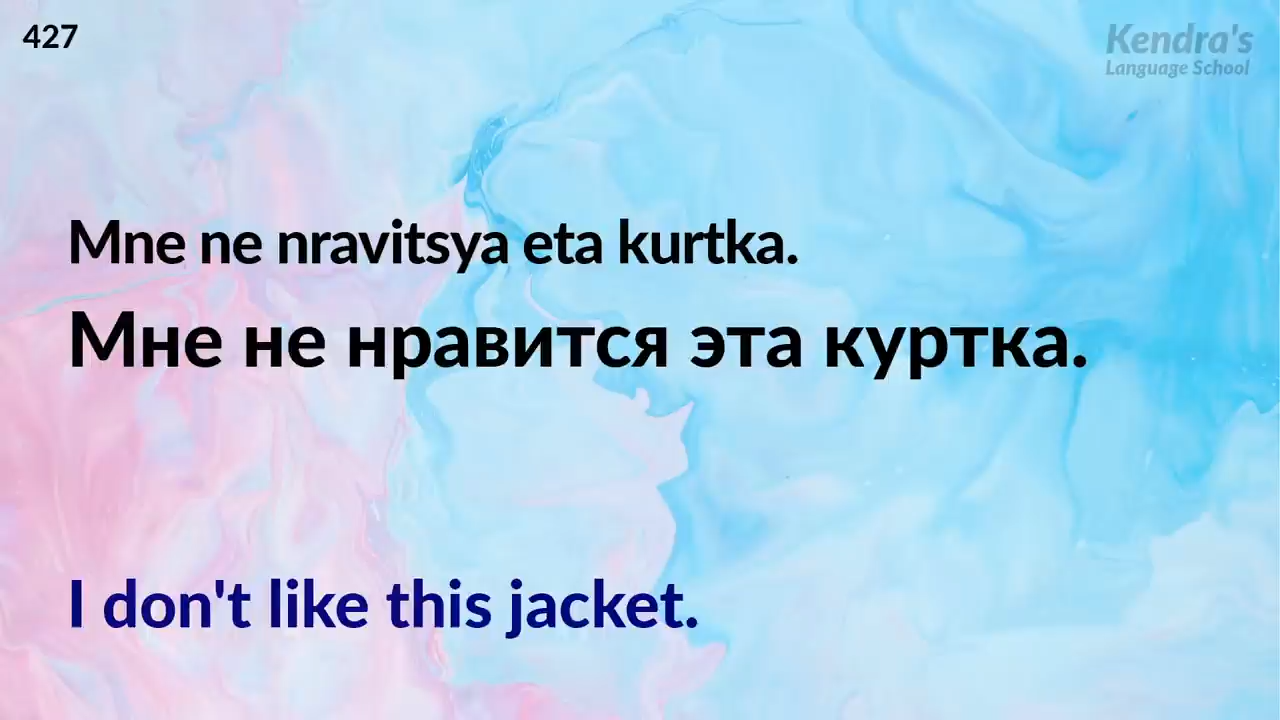 427
Kendra's
Language School
Mne ne nravitsya eta kurtka.
Мне не нравится эта куртка.
I don't like this jacket.